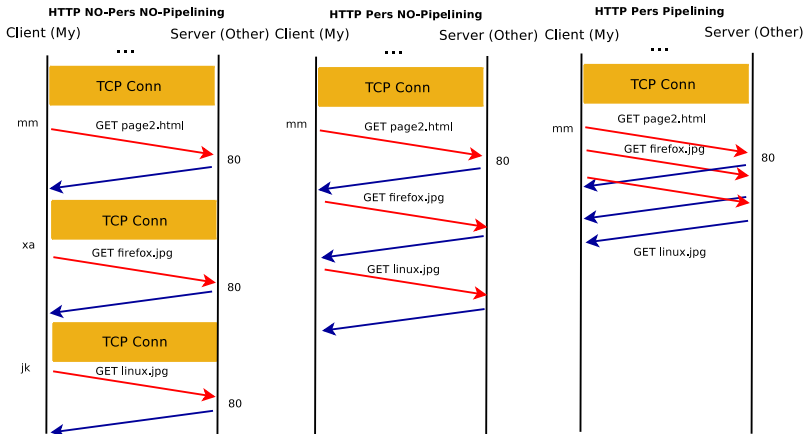 HTTP NO-Pers NO-Pipelining
Client (My)
...
Server (Other)
TCP Conn
mm
GET page2.html
80
TCP Conn
xa
GET firefox.jpg
80
TCP Conn
jk
GET linux.jpg
80
HTTP Pers NO-Pipelining
Client (My)
...
Server (Other)
TCP Conn
mm
GET page2.html
80
GET firefox.jpg
GET linux.jpg
HTTP Pers Pipelining
Client (My)
...
Server (Other)
TCP Conn
GET page2.html
mm
GET firefox.jpg
80
GET linux.jpg